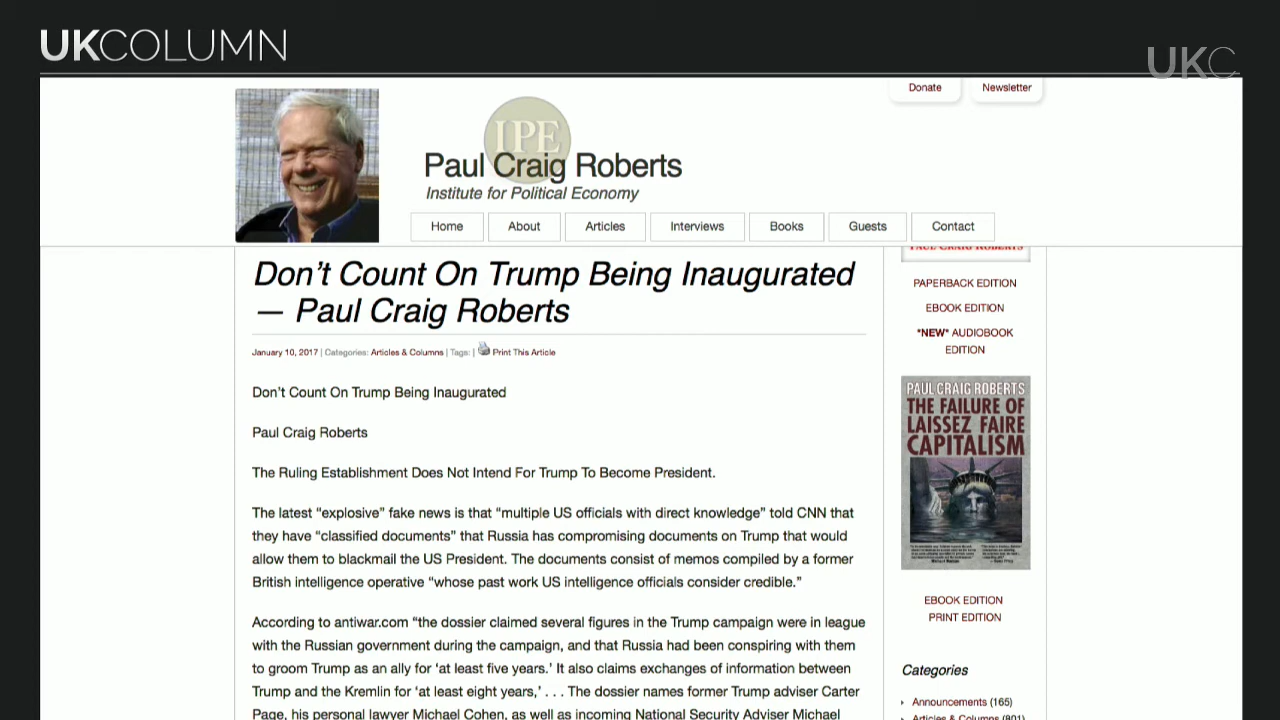 UKCOLUMN
UKC
Donate
Newsletter
IPE
Paul Craig Roberts
Institute for Political Economy
Home
About
Articles
Interviews
Books
Guests
Contact
Don’t Count On Trump Being Inaugurated
— Paul Craig Roberts
January 10, 2017 | Categories: Articles & Columns | Tags: | Print This Article
Don’t Count On Trump Being Inaugurated
Paul Craig Roberts
The Ruling Establishment Does Not Intend For Trump To Become President.
The latest “explosive” fake news is that “multiple US officials with direct knowledge” told CNN that
they have “classified documents” that Russia has compromising documents on Trump that would
allow them to blackmail the US President. The documents consist of memos compiled by a former
British intelligence operative “whose past work US intelligence officials consider credible.”
According to antiwar.com “the dossier claimed several figures in the Trump campaign were in league
with the Russian government during the campaign, and that Russia had been conspiring with them
to groom Trump as an ally for ‘at least five years.’ It also claims exchanges of information between
Trump and the Kremlin for ‘at least eight years,’ . . . The dossier names former Trump adviser Carter
Page, his personal lawyer Michael Cohen, as well as incoming National Security Adviser Michael
PAUL CRAIG ROBERTS
PAPERBACK EDITION
EBOOK EDITION
*NEW* AUDIOBOOK
EDITION
PAUL CRAIG ROBERTS
THE FAILURE OF
LAISSEZ FAIRE
CAPITALISM
EBOOK EDITION
PRINT EDITION
Categories
Announcements (165)
Articles & Columns (801)